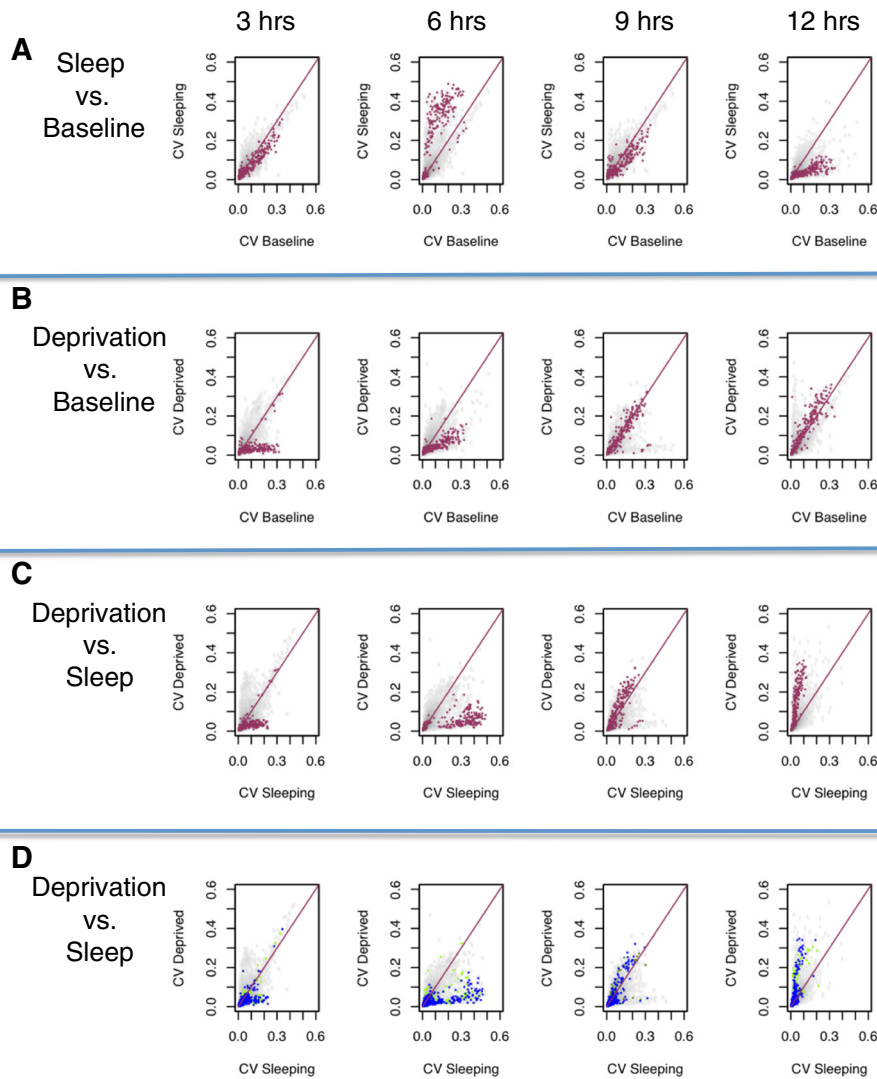 3 hrs
6 hrs
9 hrs
12 hrs
A
Sleep
vs.
Baseline
CV Sleeping
0.0
0.2
0.4
0.6
0.0 0.3 0.6
CV Baseline
CV Sleeping
0.0
0.2
0.4
0.6
0.0 0.3 0.6
CV Baseline
CV Sleeping
0.0
0.2
0.4
0.6
0.0 0.3 0.6
CV Baseline
CV Sleeping
0.0
0.2
0.4
0.6
0.0 0.3 0.6
CV Baseline
B
Deprivation
vs.
Baseline
CV Deprived
0.0
0.2
0.4
0.6
0.0 0.3 0.6
CV Baseline
CV Deprived
0.0
0.2
0.4
0.6
0.0 0.3 0.6
CV Baseline
CV Deprived
0.0
0.2
0.4
0.6
0.0 0.3 0.6
CV Baseline
CV Deprived
0.0
0.2
0.4
0.6
0.0 0.3 0.6
CV Baseline
C
Deprivation
vs.
Sleep
CV Deprived
0.0
0.2
0.4
0.6
0.0 0.3 0.6
CV Sleeping
CV Deprived
0.0
0.2
0.4
0.6
0.0 0.3 0.6
CV Sleeping
CV Deprived
0.0
0.2
0.4
0.6
0.0 0.3 0.6
CV Sleeping
CV Deprived
0.0
0.2
0.4
0.6
0.0 0.3 0.6
CV Sleeping
D
Deprivation
vs.
Sleep
CV Deprived
0.0
0.2
0.4
0.6
0.0 0.3 0.6
CV Sleeping
CV Deprived
0.0
0.2
0.4
0.6
0.0 0.3 0.6
CV Sleeping
CV Deprived
0.0
0.2
0.4
0.6
0.0 0.3 0.6
CV Sleeping
CV Deprived
0.0
0.2
0.4
0.6
0.0 0.3 0.6
CV Sleeping